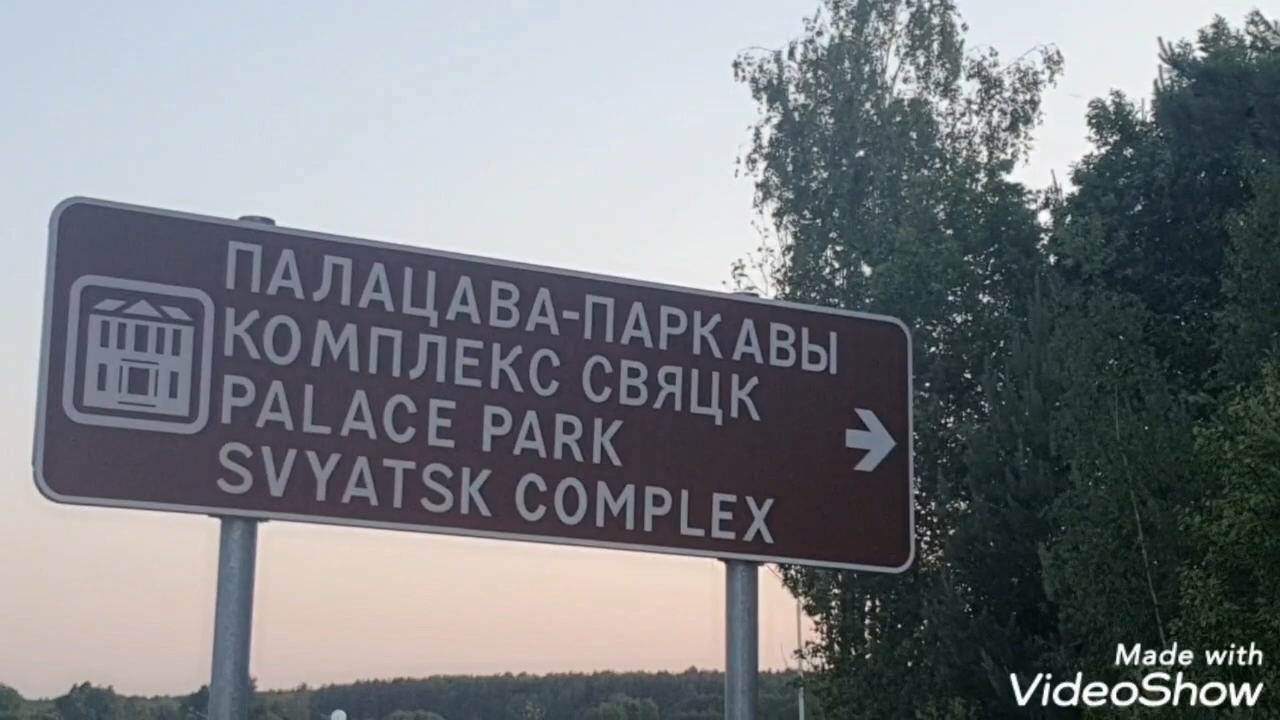 ПАЛАЦАВА-ПАРКАВЫ
КОМПЛЕКС СВЯЦК
PALACE PARK
SVYATSK COMPLEX
Made with
VideoShow